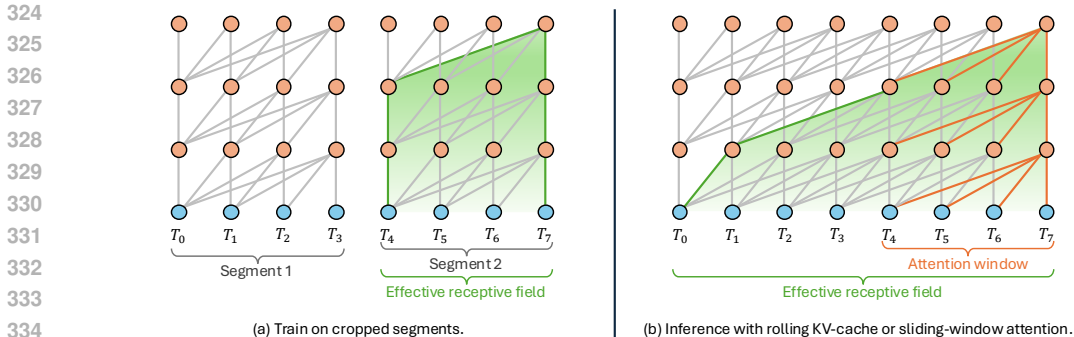 324
325
326
327
328
329
330
331
332
333
334
T0 T1 T2 T3 T4 T5 T6 T7
Segment 1
Segment 2
Effective receptive field
(a) Train on cropped segments.
T0 T1 T2 T3 T4 T5 T6 T7
Attention window
Effective receptive field
(b) Inference with rolling KV-cache or sliding-window attention.